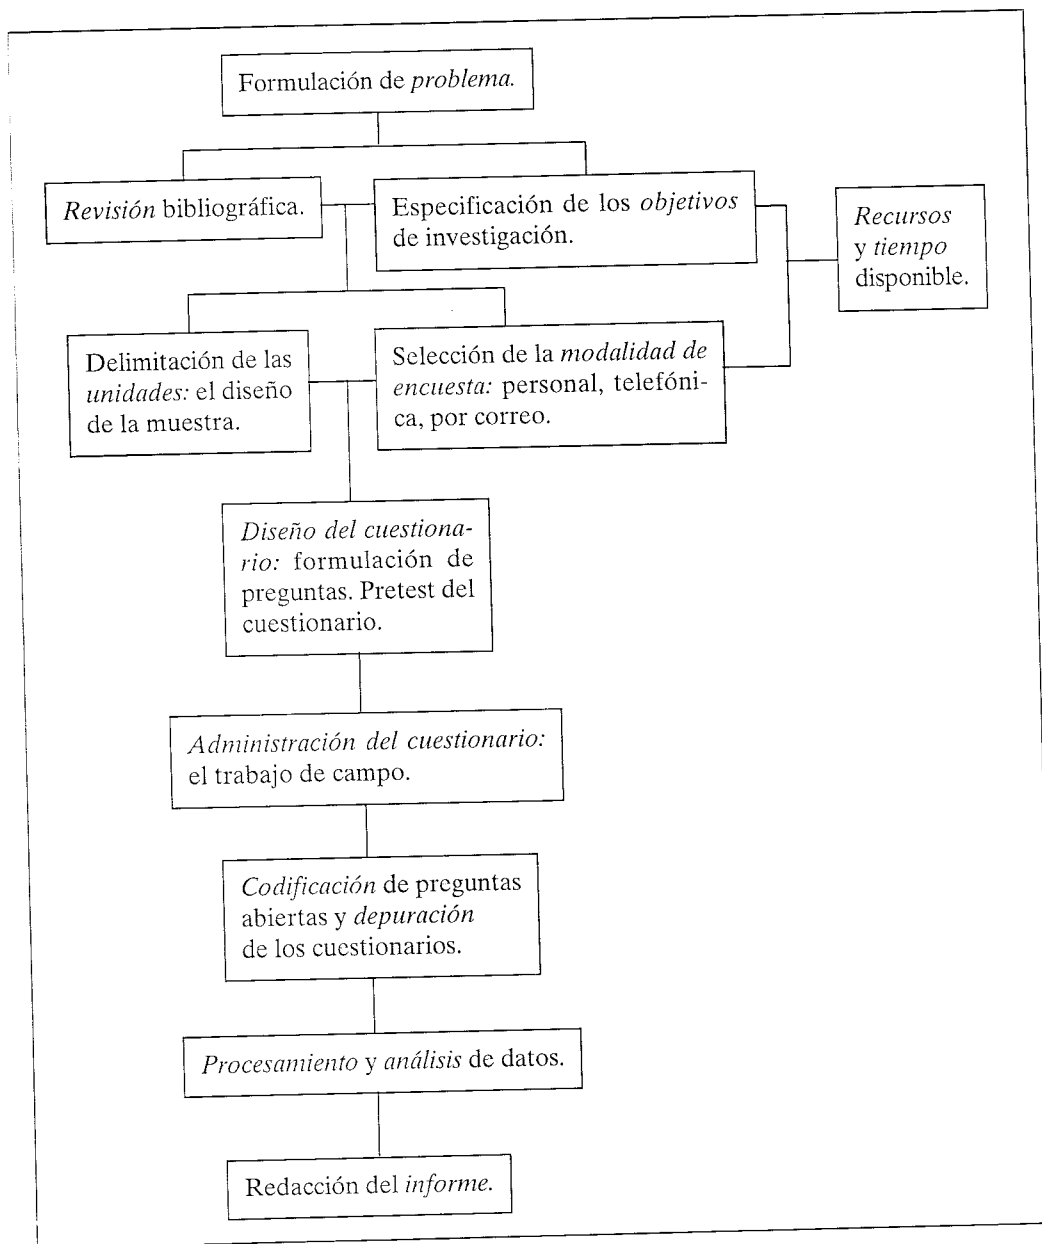 Formulación de problema.
Revisión bibliográfica.
Especificación de los objetivos
de investigación.
Recursos
y tiempo
disponible.
Delimitación de las
unidades: el diseño
de la muestra.
Selección de la modalidad de
encuesta: personal, telefóni-
ca, por correo.
Diseño del cuestiona-
rio: formulación de
preguntas. Pretest del
cuestionario.
Administración del cuestionario:
el trabajo de campo.
Codificación de preguntas
abiertas y depuración
de los cuestionarios.
Procesamiento y análisis de datos.
Redacción del informe.